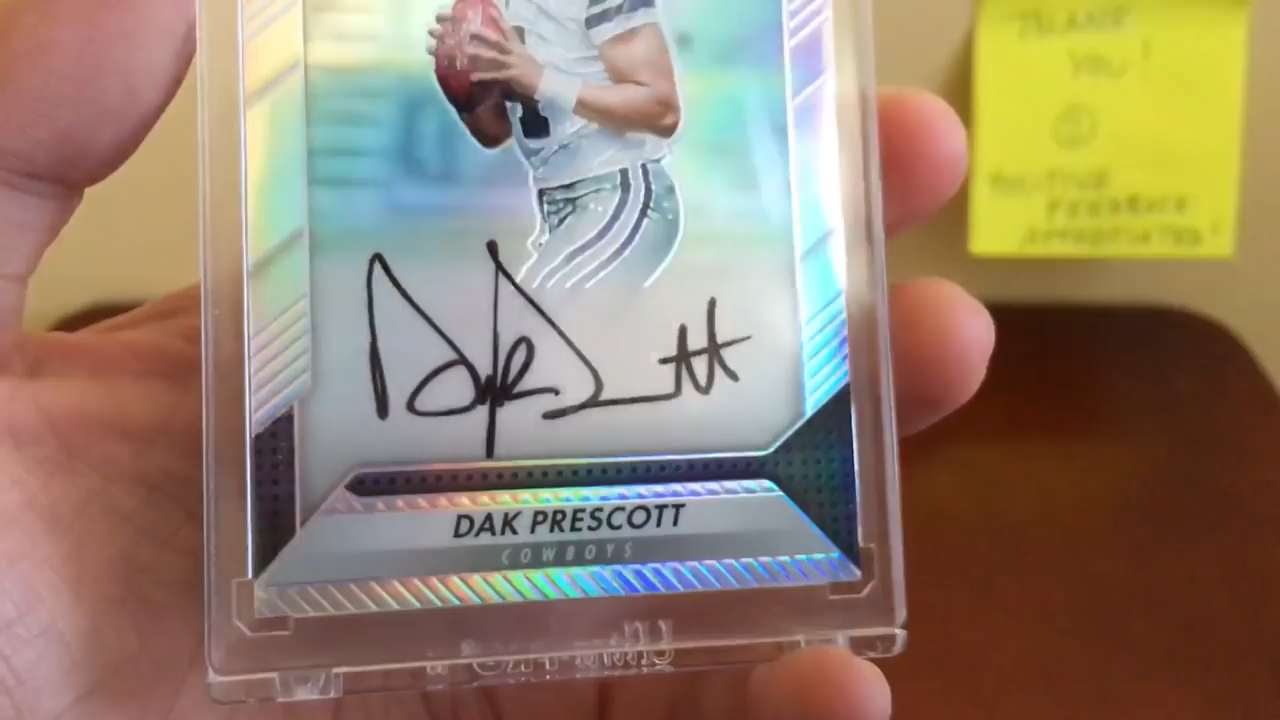 THANK
YOU!
POSITIVE
FEEDBACK
APPRECIATED!
DAK PRESCOTT
COWBOYS